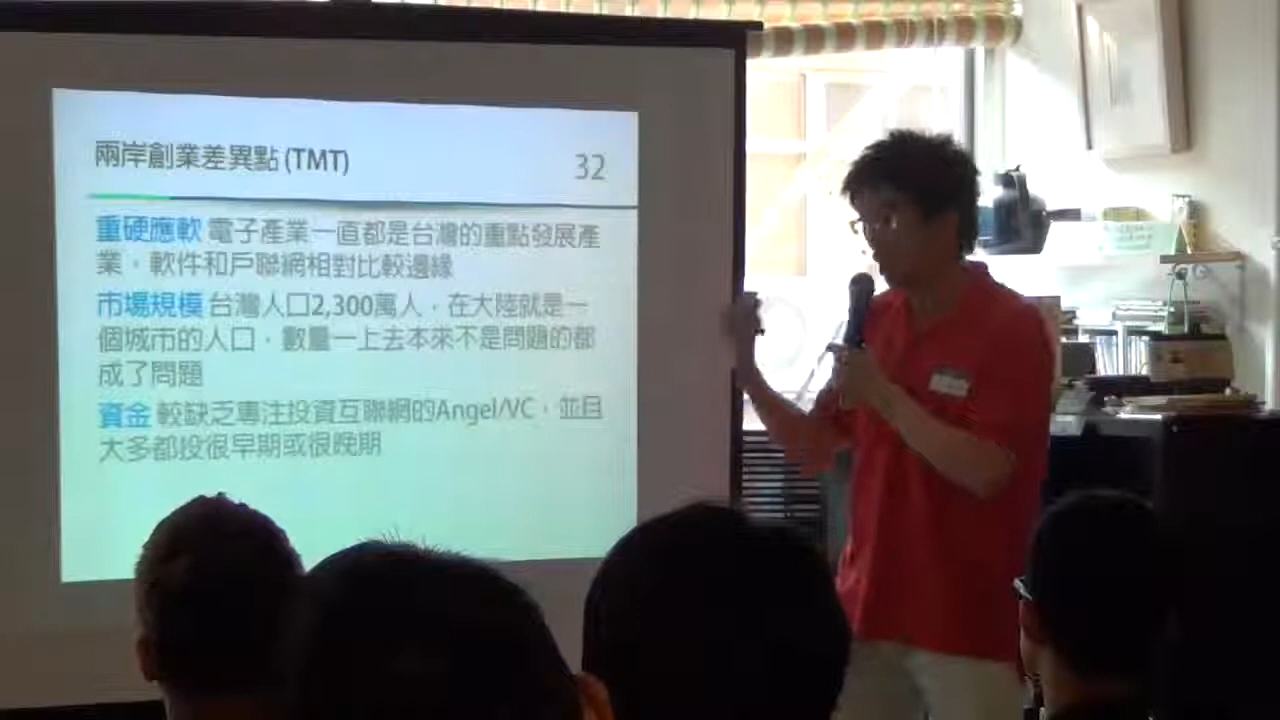 兩岸創業差異點 (TMT)
32
重硬應軟 電子產業一直都是台灣的重點發展產
業，軟件和戶聯網相對比較邊緣
市場規模 台灣人口2,300萬人，在大陸就是一
個城市的人口，數量一上去本來不是問題的都
成了問題
資金 較缺乏專注投資互聯網的Angel/VC，並且
大多都投很早期或很晚期